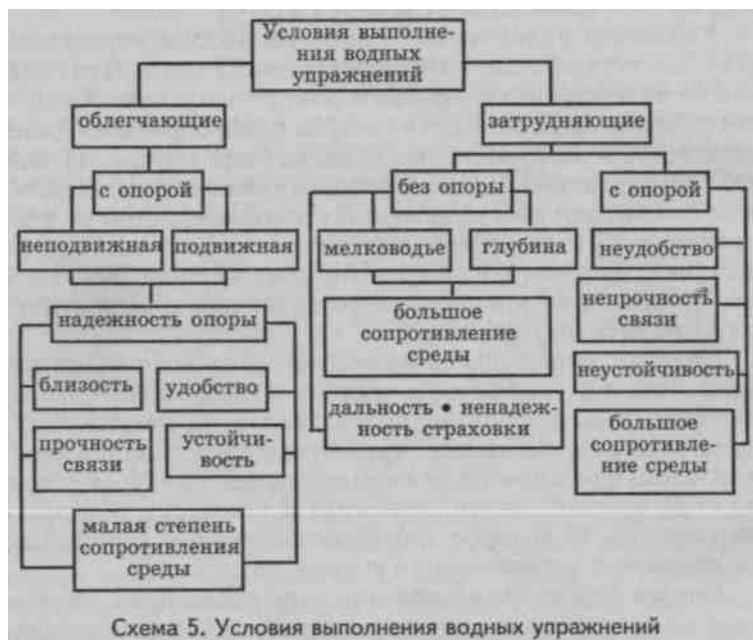 Условия выполне-
ния водных
упражнений
облегчающие
затрудняющие
с опорой
без опоры
с опорой
неподвижная
подвижная
мелководье
глубина
неудобство
надежность опоры
большое
сопротивление
среды
непрочность
связи
близость
удобство
неустойчивость
дальность • ненадеж-
ность страховки
прочность
связи
устойчи-
вость
большое
сопротивле-
ние среды
малая степень
сопротивления
среды
Схема 5. Условия выполнения водных упражнений